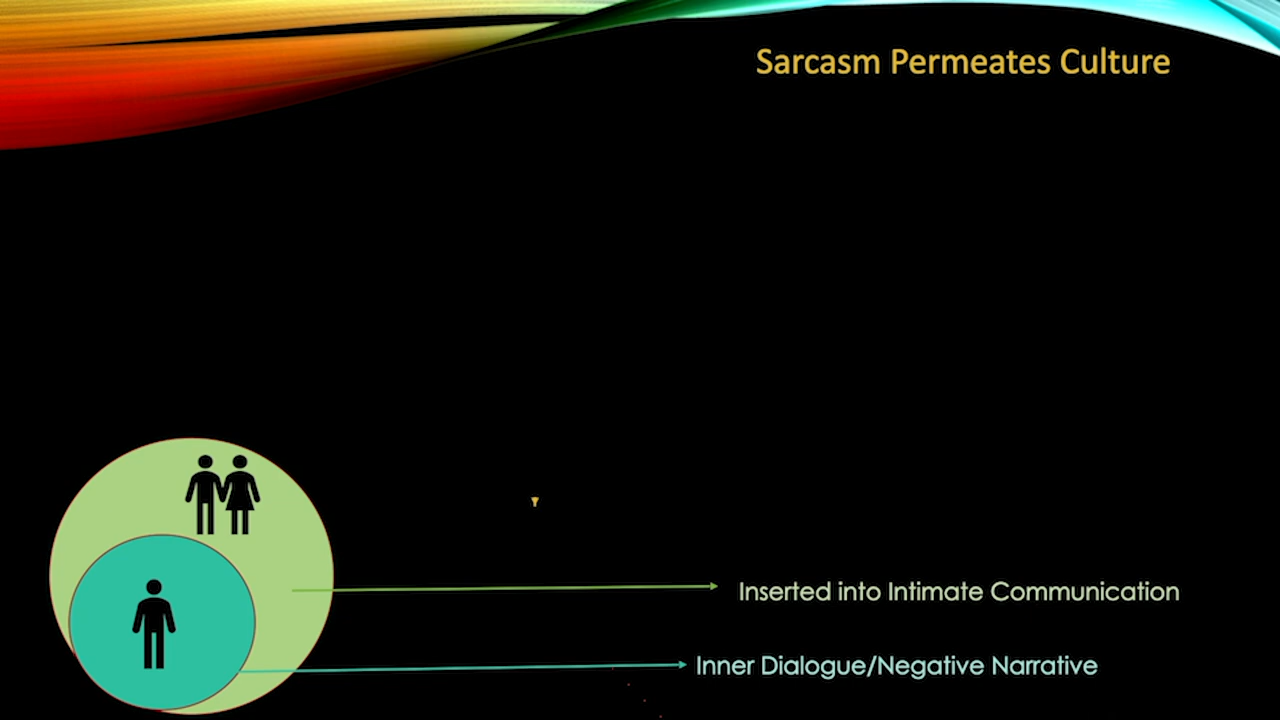 Sarcasm Permeates Culture
Inserted into Intimate Communication
Inner Dialogue/Negative Narrative